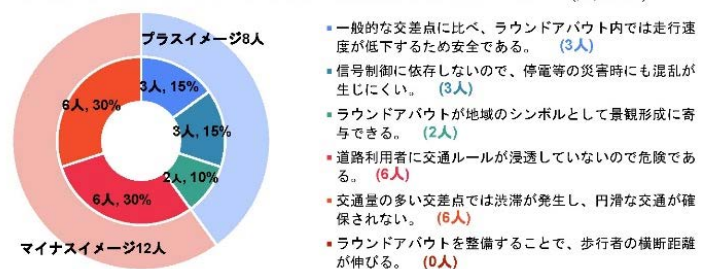 プラスイメージ8人
3人, 15%
3人, 15%
2人, 10%
6人, 30%
6人, 30%
マイナスイメージ12人
一般的な交差点に比べ、ラウンドアバウト内では走行速
度が低下するため安全である。 (3人)
信号制御に依存しないので、停電等の災害時にも混乱が
生じにくい。 (3人)
ラウンドアバウトが地域のシンボルとして景観形成に寄
与できる。 (2人)
道路利用者に交通ルールが浸透していないので危険であ
る。 (6人)
交通量の多い交差点では渋滞が発生し、円滑な交通が確
保されない。 (6人)
ラウンドアバウトを整備することで、歩行者の横断距離
が伸びる。 (0人)